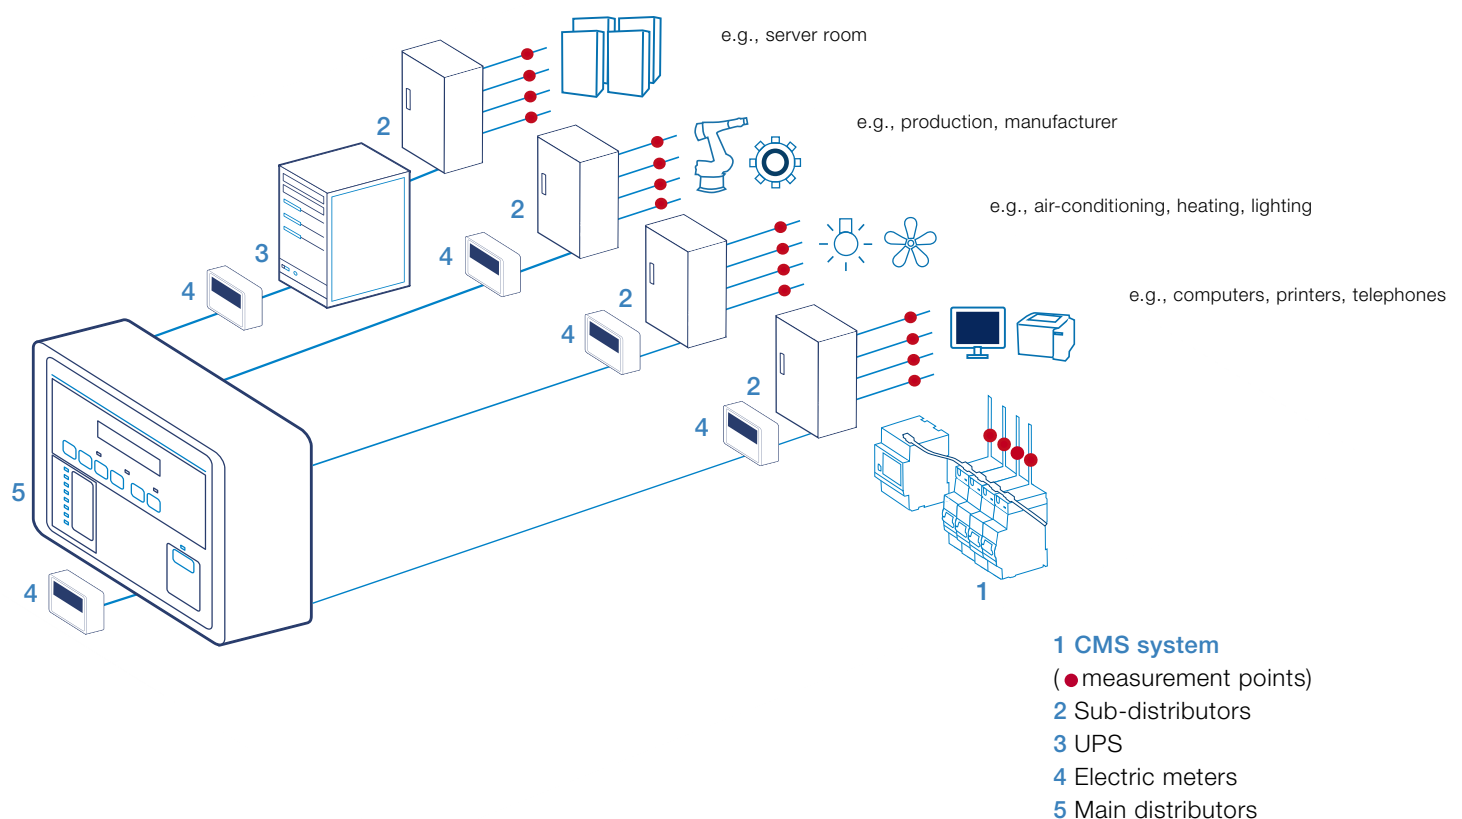 e.g., server room
2
e.g., production, manufacturer
2
e.g., air-conditioning, heating, lighting
3
4
4
2
e.g., computers, printers, telephones
4
2
4
5
4
1
1 CMS system
(●measurement points)
2 Sub-distributors
3 UPS
4 Electric meters
5 Main distributors